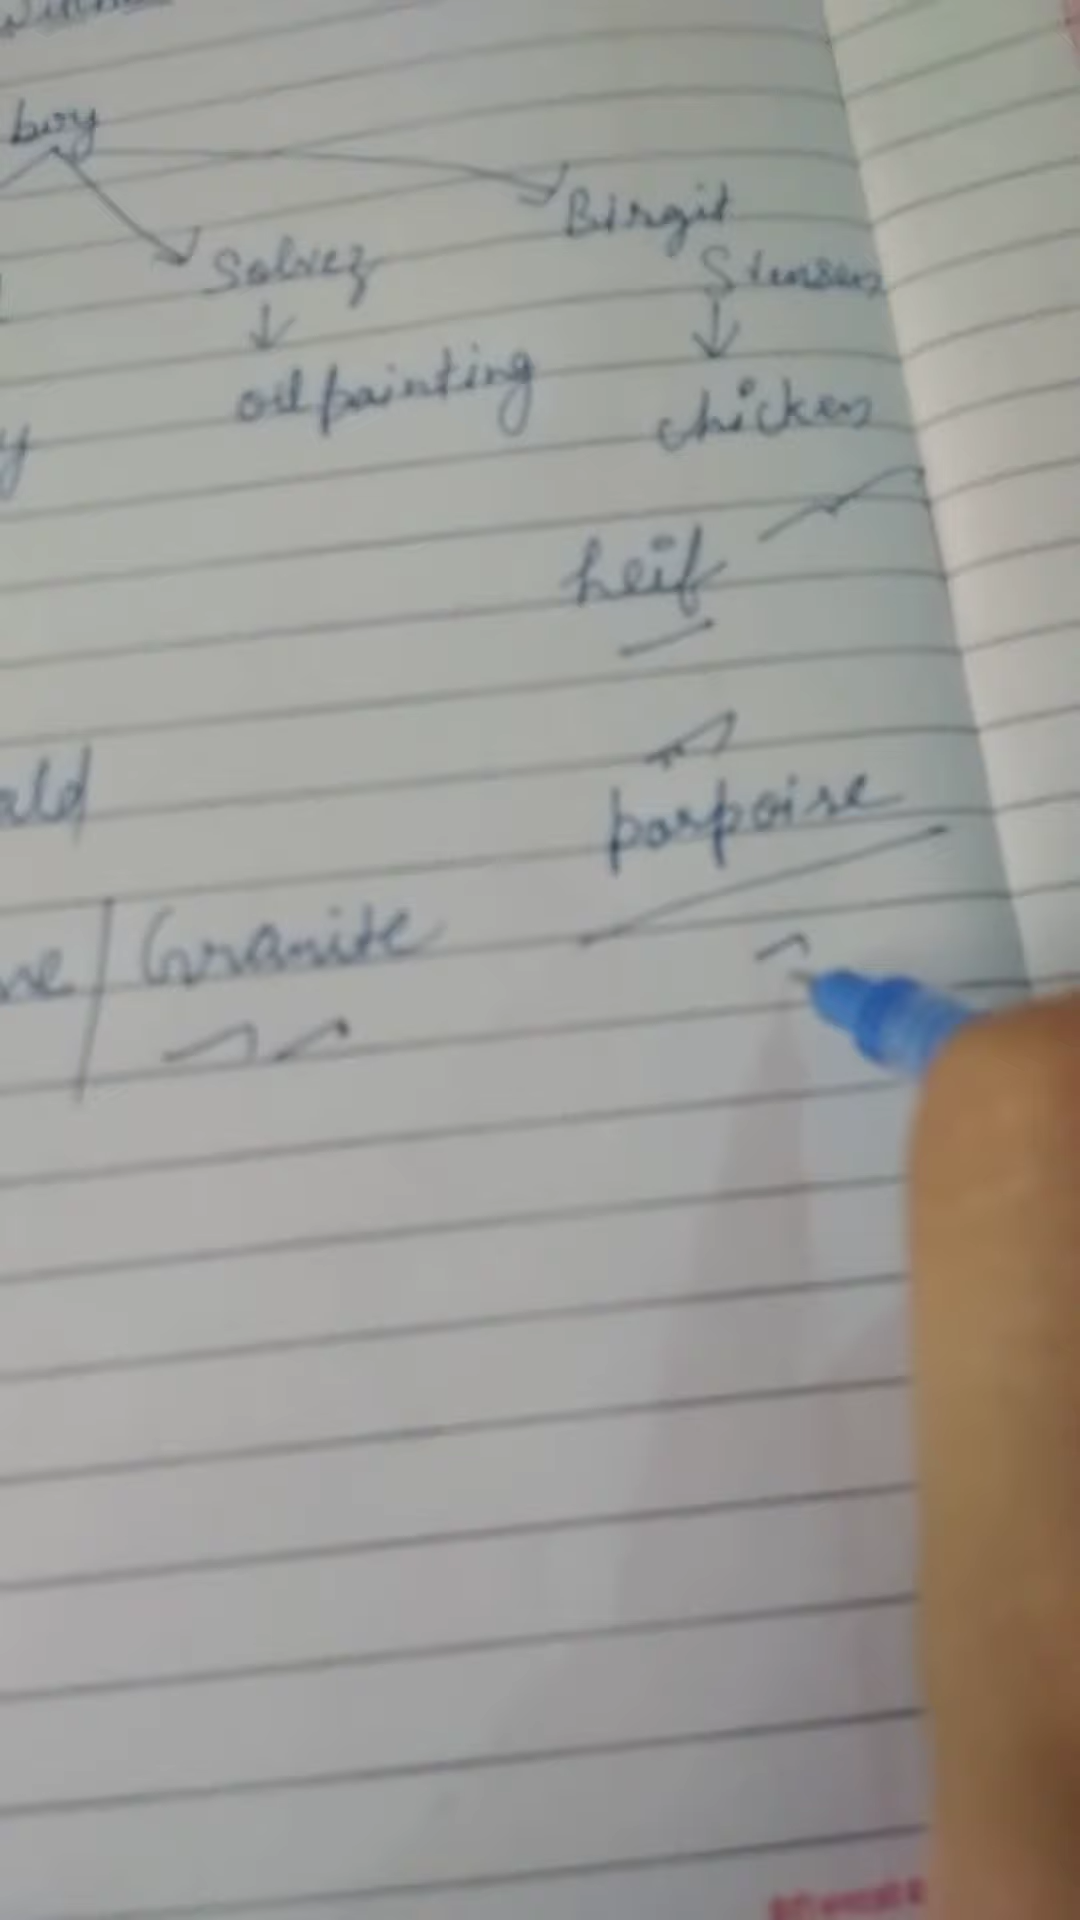 boy
Birgit
Solvez
Stensen
oil painting
chicken
heif
porpoise
Granite